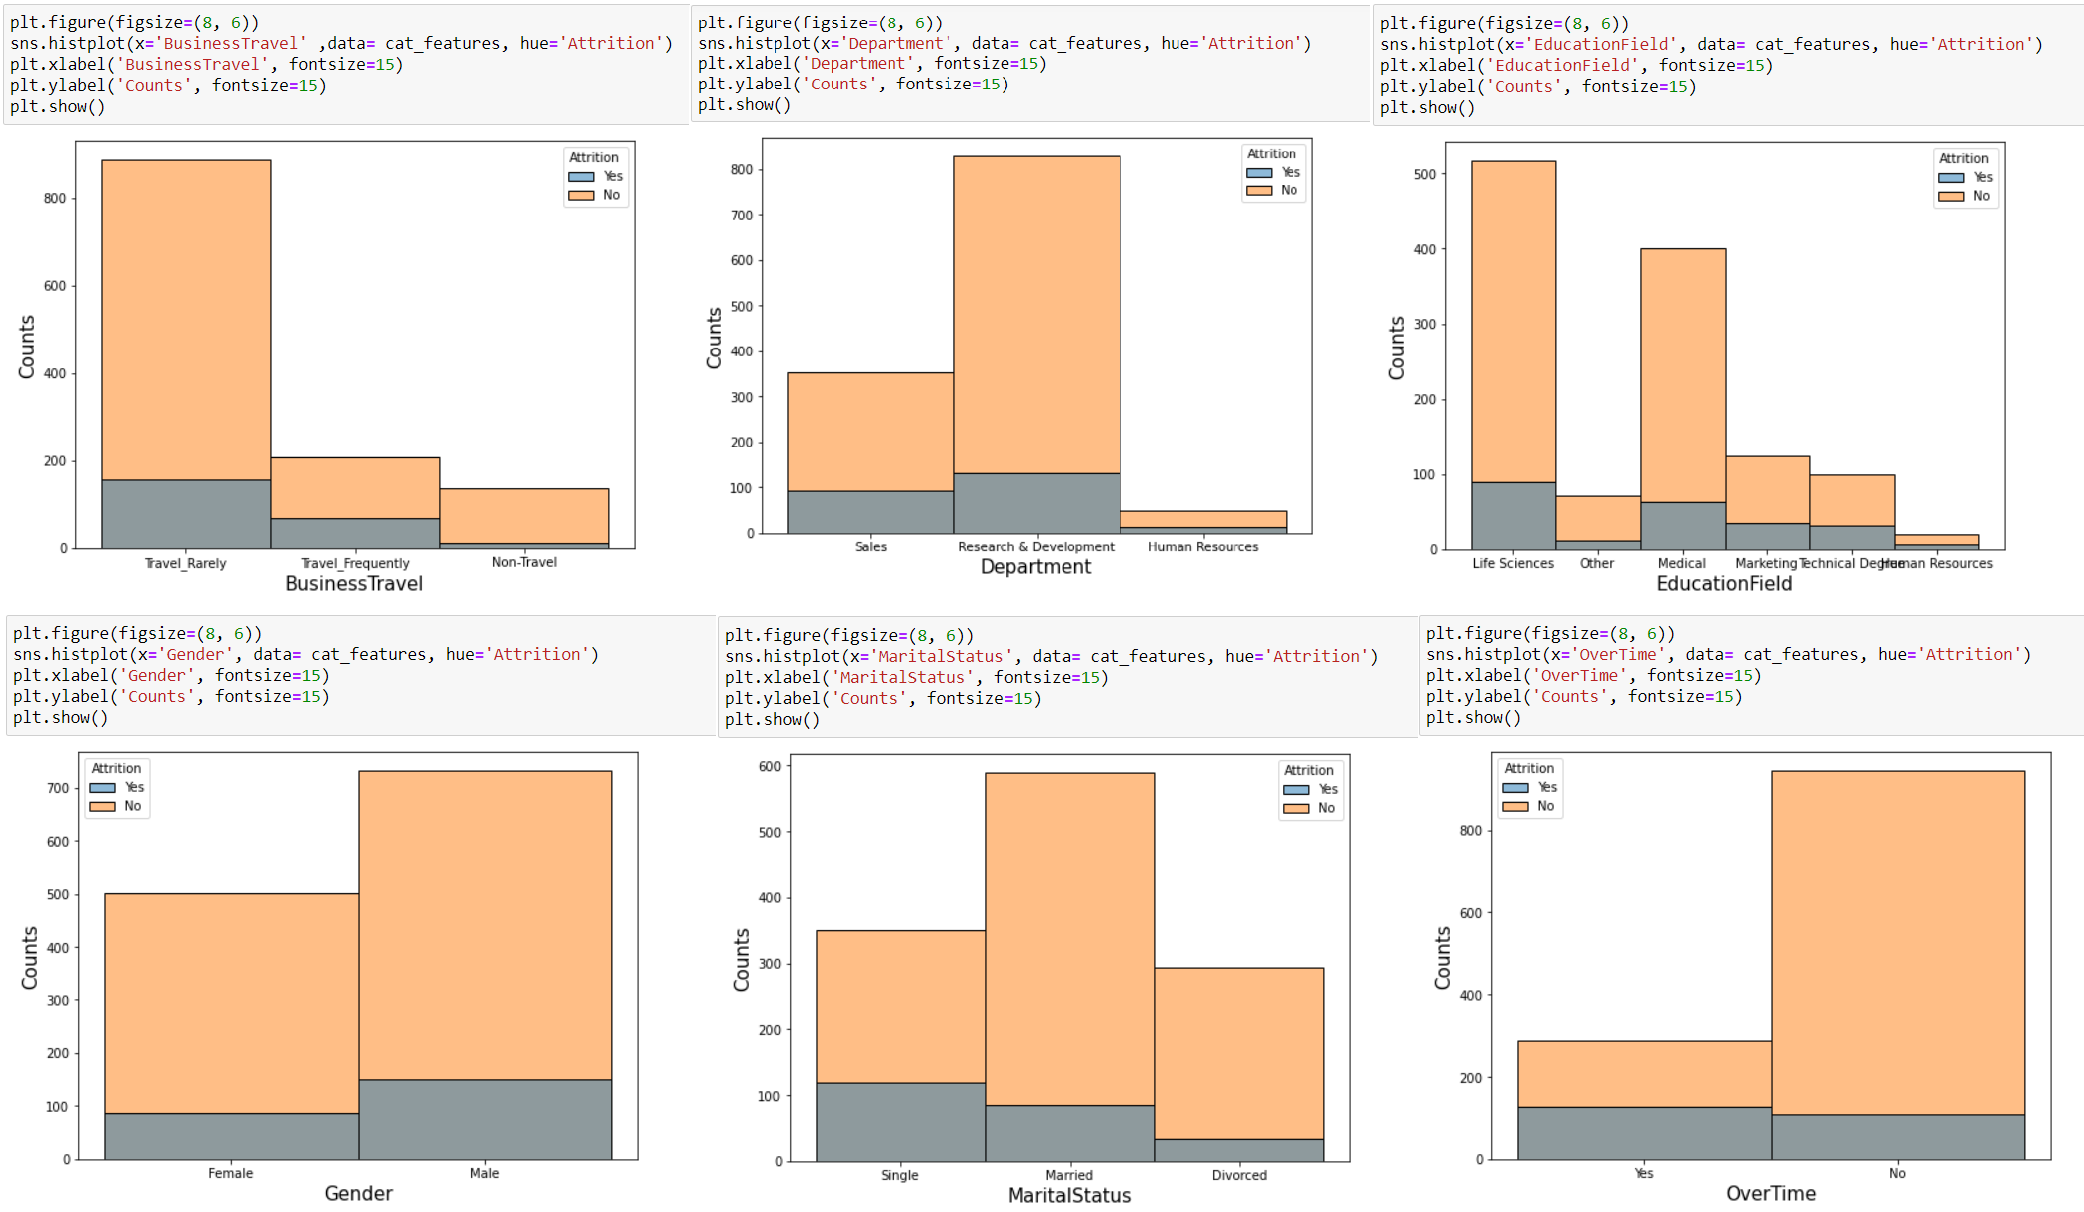 plt.figure(figsize=(8, 6))
sns.histplot(x='BusinessTravel' ,data= cat_features, hue='Attrition')
plt.xlabel('BusinessTravel', fontsize=15)
plt.ylabel('Counts', fontsize=15)
plt.show()
Attrition
Yes
No
800
600
400
200
0
Counts
Travel_Rarely Travel_Frequently Non-Travel
BusinessTravel
plt.figure(figsize=(8, 6))
sns.histplot(x='Department', data= cat_features, hue='Attrition')
plt.xlabel('Department', fontsize=15)
plt.ylabel('Counts', fontsize=15)
plt.show()
Attrition
Yes
No
800
700
600
500
400
300
200
100
0
Counts
Sales Research & Development Human Resources
Department
plt.figure(figsize=(8, 6))
sns.histplot(x='EducationField', data= cat_features, hue='Attrition')
plt.xlabel('EducationField', fontsize=15)
plt.ylabel('Counts', fontsize=15)
plt.show()
Attrition
Yes
No
500
400
300
200
100
0
Counts
Life Sciences Other Medical Marketing Technical Degree Human Resources
EducationField
plt.figure(figsize=(8, 6))
sns.histplot(x='Gender', data= cat_features, hue='Attrition')
plt.xlabel('Gender', fontsize=15)
plt.ylabel('Counts', fontsize=15)
plt.show()
Attrition
Yes
No
700
600
500
400
300
200
100
0
Counts
Female Male
Gender
plt.figure(figsize=(8, 6))
sns.histplot(x='MaritalStatus', data= cat_features, hue='Attrition')
plt.xlabel('MaritalStatus', fontsize=15)
plt.ylabel('Counts', fontsize=15)
plt.show()
Attrition
Yes
No
600
500
400
300
200
100
0
Counts
Single Married Divorced
MaritalStatus
plt.figure(figsize=(8, 6))
sns.histplot(x='OverTime', data= cat_features, hue='Attrition')
plt.xlabel('OverTime', fontsize=15)
plt.ylabel('Counts', fontsize=15)
plt.show()
Attrition
Yes
No
800
600
400
200
0
Counts
Yes No
OverTime